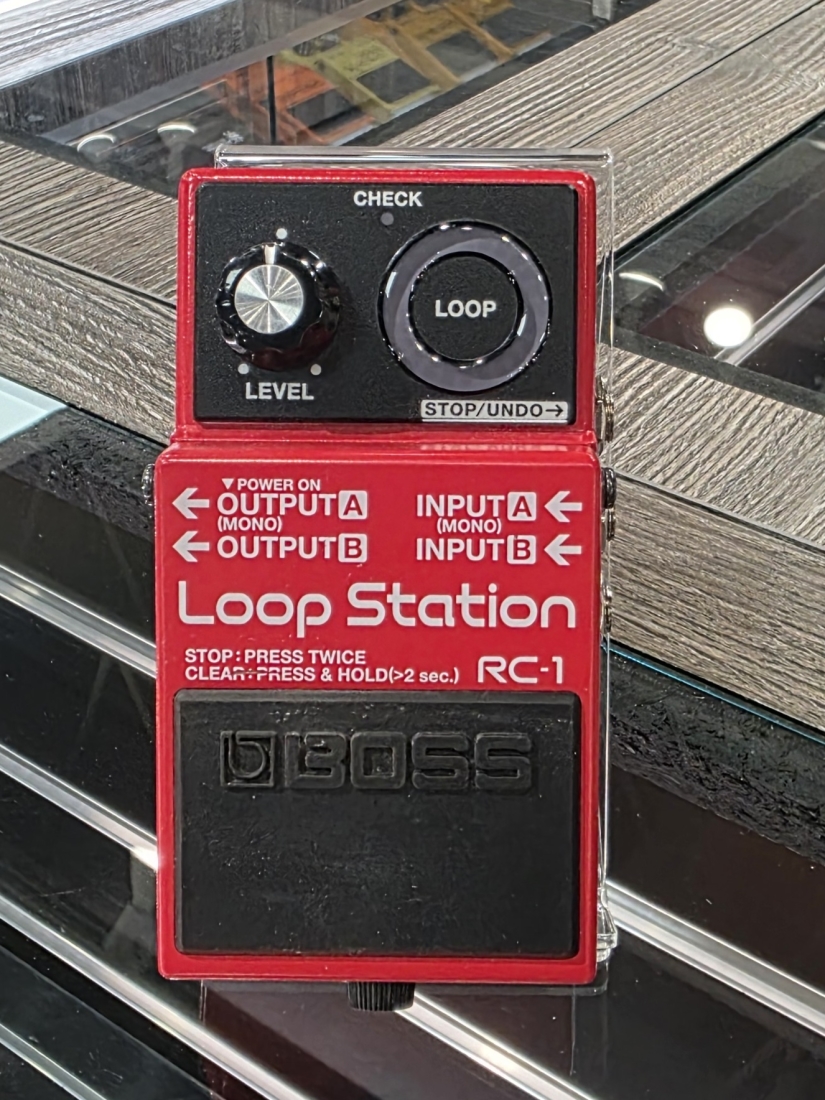 CHECK
LOOP
LEVEL
STOP/UNDO→
▼POWER ON
←OUTPUT A
(MONO)
←OUTPUT B
INPUT A←
(MONO)
INPUT B←
Loop Station
STOP:PRESS TWICE
CLEAR:PRESS & HOLD(>2 sec.)
RC-1
BOSS